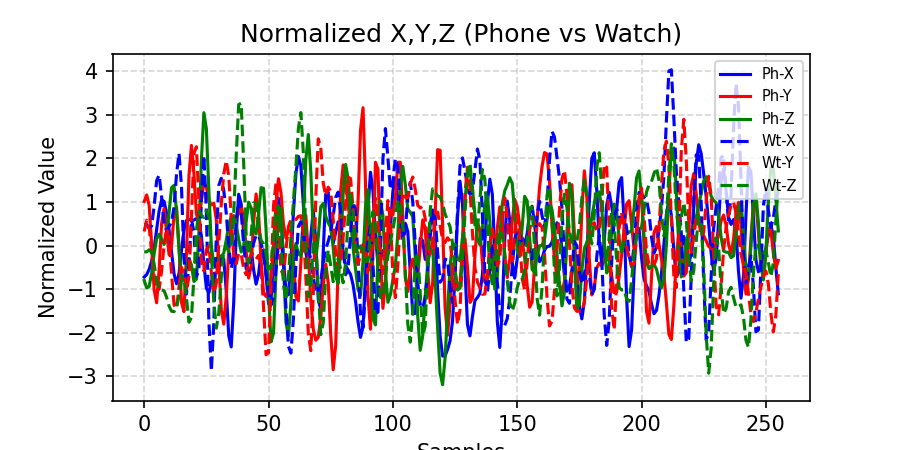 Normalized X,Y,Z (Phone vs Watch)
Normalized Value
4
3
2
1
0
−1
−2
−3
Ph-X
Ph-Y
Ph-Z
Wt-X
Wt-Y
Wt-Z
0 50 100 150 200 250
Samples